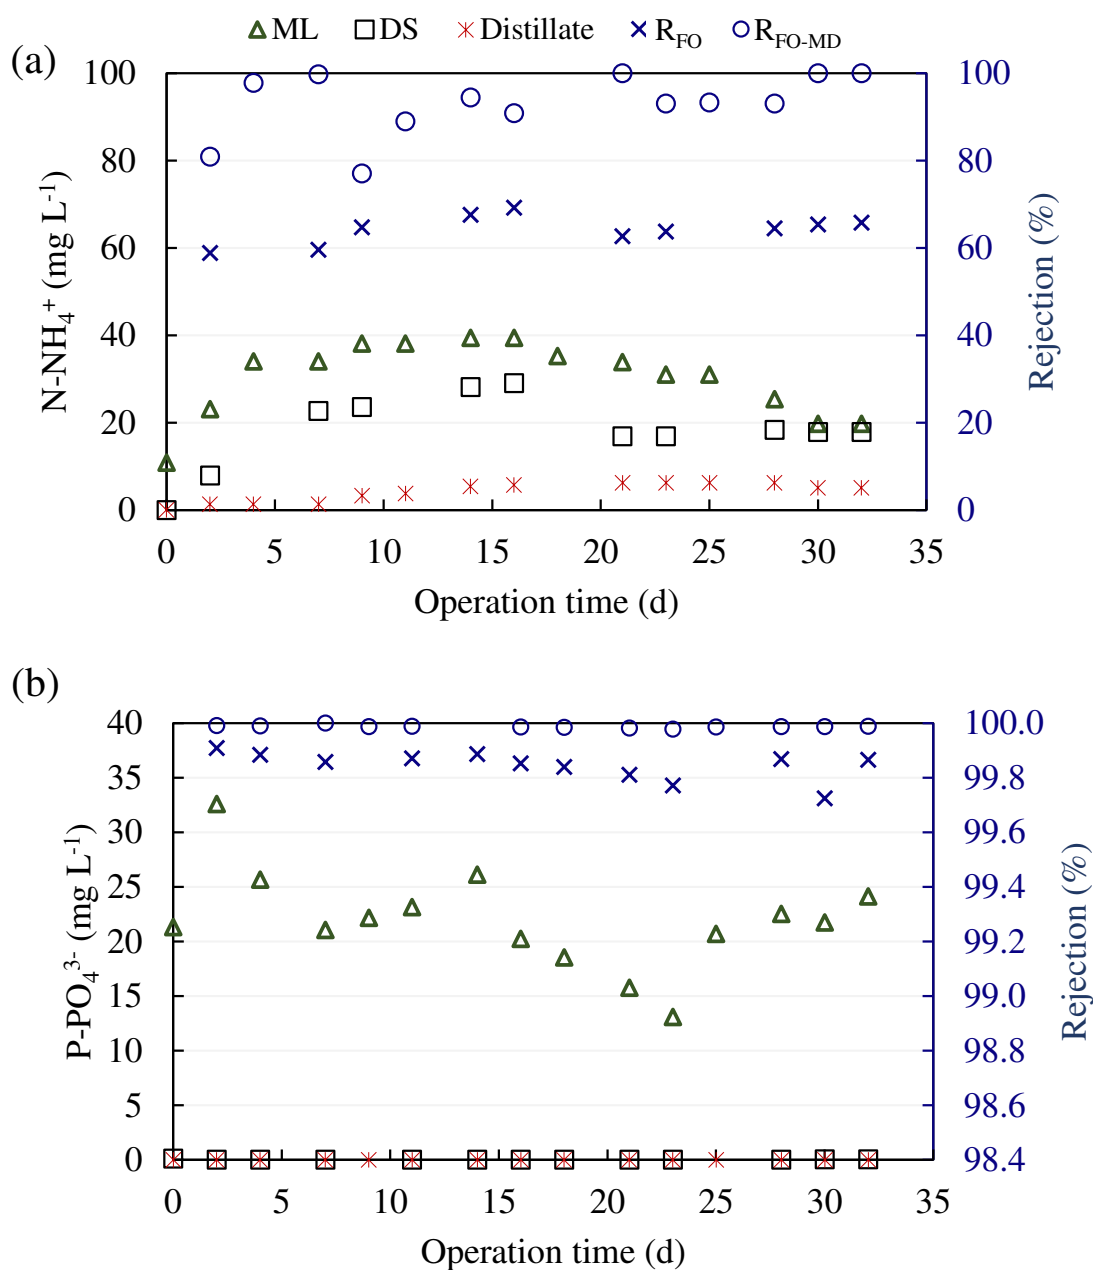 ML DS Distillate R_FO R_FO-MD
(a)
100 80 60 40 20 0
N-NH₄⁺ (mg L⁻¹)
100 80 60 40 20 0
Rejection (%)
0 5 10 15 20 25 30 35
Operation time (d)
(b)
40 35 30 25 20 15 10 5 0
P-PO₄³⁻ (mg L⁻¹)
100.0 99.8 99.6 99.4 99.2 99.0 98.8 98.6 98.4
Rejection (%)
0 5 10 15 20 25 30 35
Operation time (d)